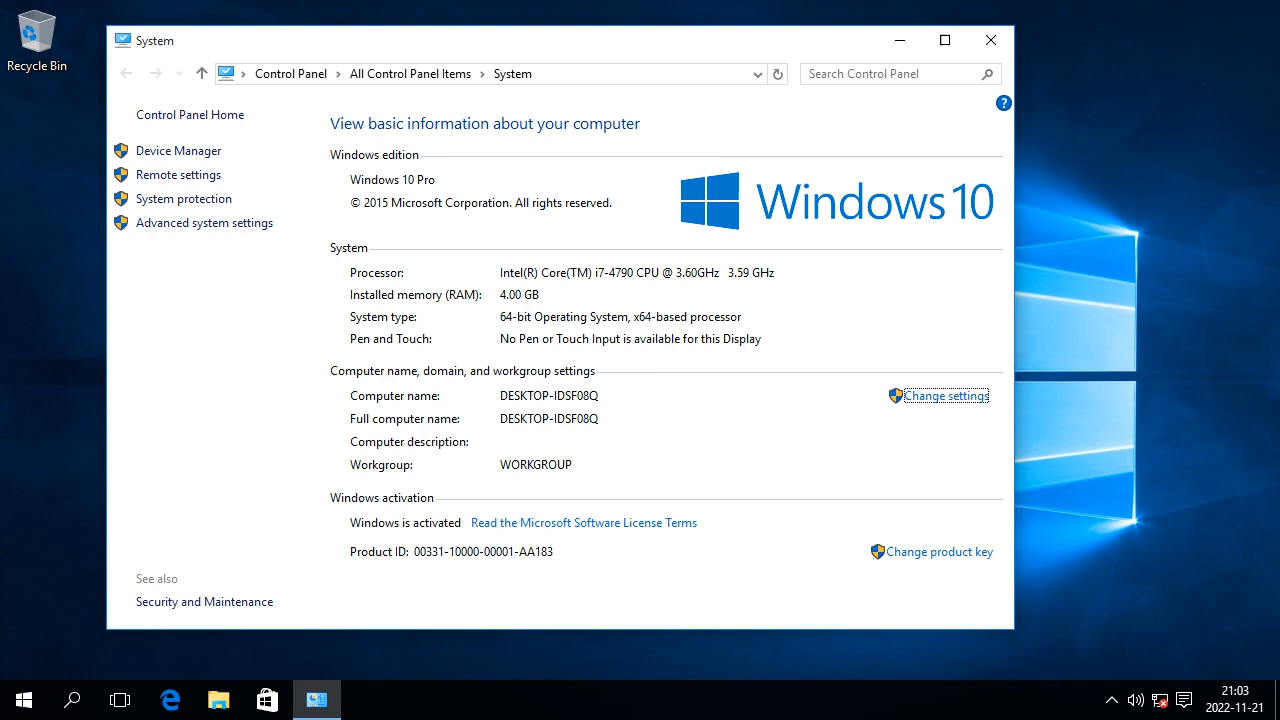 Recycle Bin
System
Control Panel
All Control Panel Items
System
Search Control Panel
?
Control Panel Home
Device Manager
Remote settings
System protection
Advanced system settings
View basic information about your computer
Windows edition
Windows 10 Pro
© 2015 Microsoft Corporation. All rights reserved.
Windows 10
System
Processor: Intel(R) Core(TM) i7-4790 CPU @ 3.60GHz 3.59 GHz
Installed memory (RAM): 4.00 GB
System type: 64-bit Operating System, x64-based processor
Pen and Touch: No Pen or Touch Input is available for this Display
Computer name, domain, and workgroup settings
Computer name: DESKTOP-IDSF08Q Change settings
Full computer name: DESKTOP-IDSF08Q
Computer description:
Workgroup: WORKGROUP
Windows activation
Windows is activated Read the Microsoft Software License Terms
Product ID: 00331-10000-00001-AA183 Change product key
See also
Security and Maintenance
21:03
2022-11-21